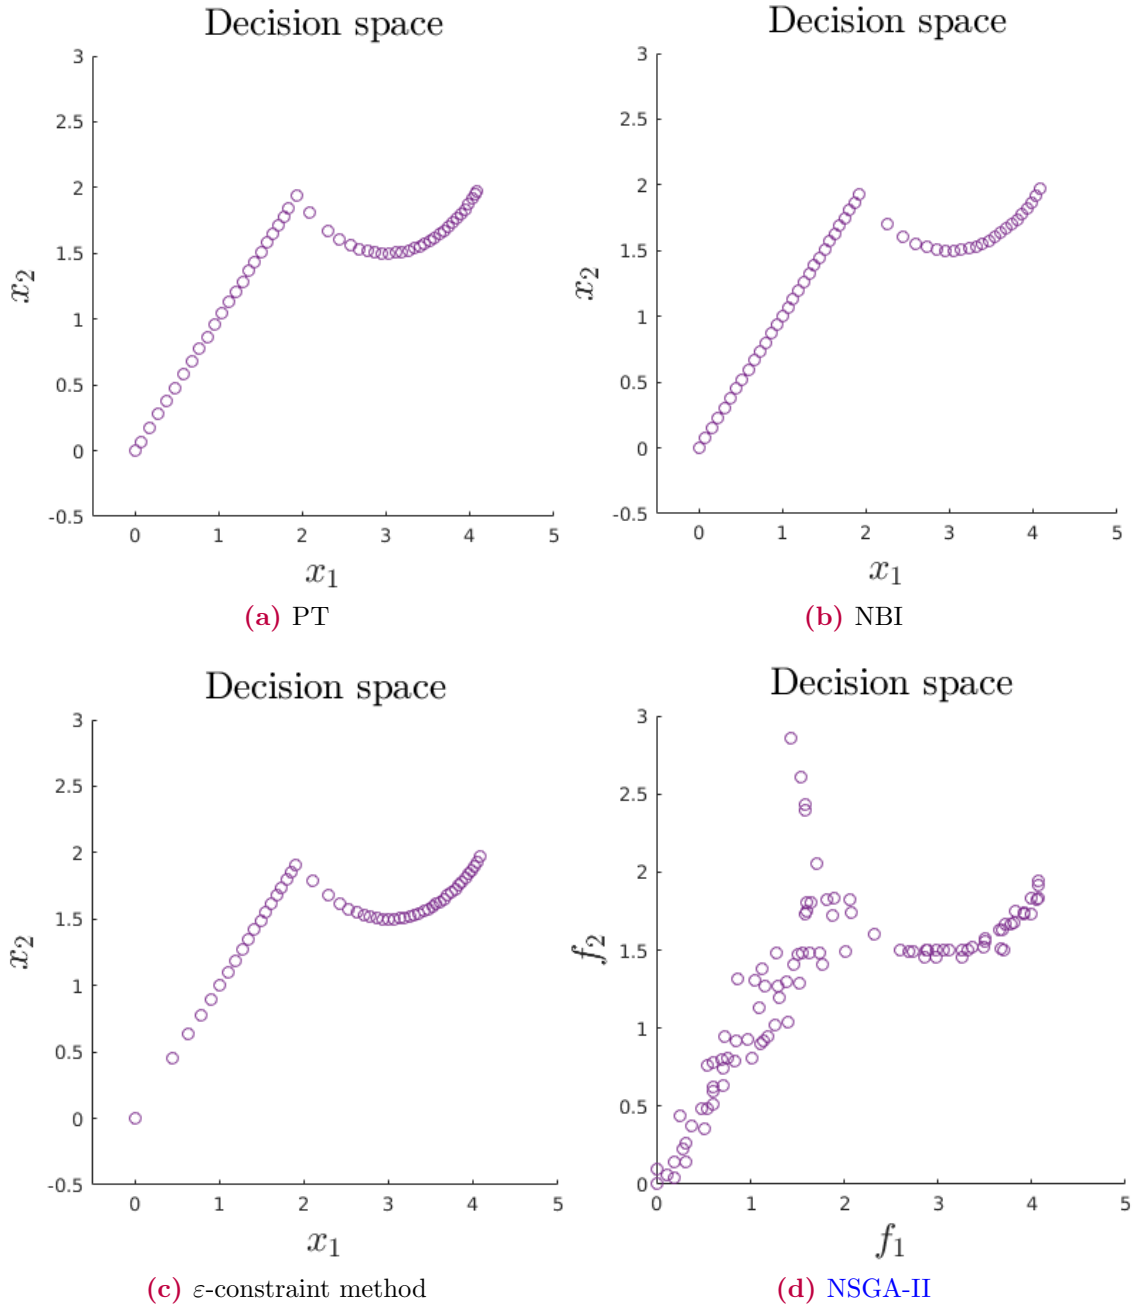 Decision space
3
2.5
2
1.5
1
0.5
0
-0.5
x₂
0 1 2 3 4 5
x₁
(a) PT
Decision space
3
2.5
2
1.5
1
0.5
0
-0.5
x₂
0 1 2 3 4 5
x₁
(b) NBI
Decision space
3
2.5
2
1.5
1
0.5
0
-0.5
x₂
0 1 2 3 4 5
x₁
(c) ε-constraint method
Decision space
3
2.5
2
1.5
1
0.5
0
f₂
0 1 2 3 4 5
f₁
(d) NSGA-II